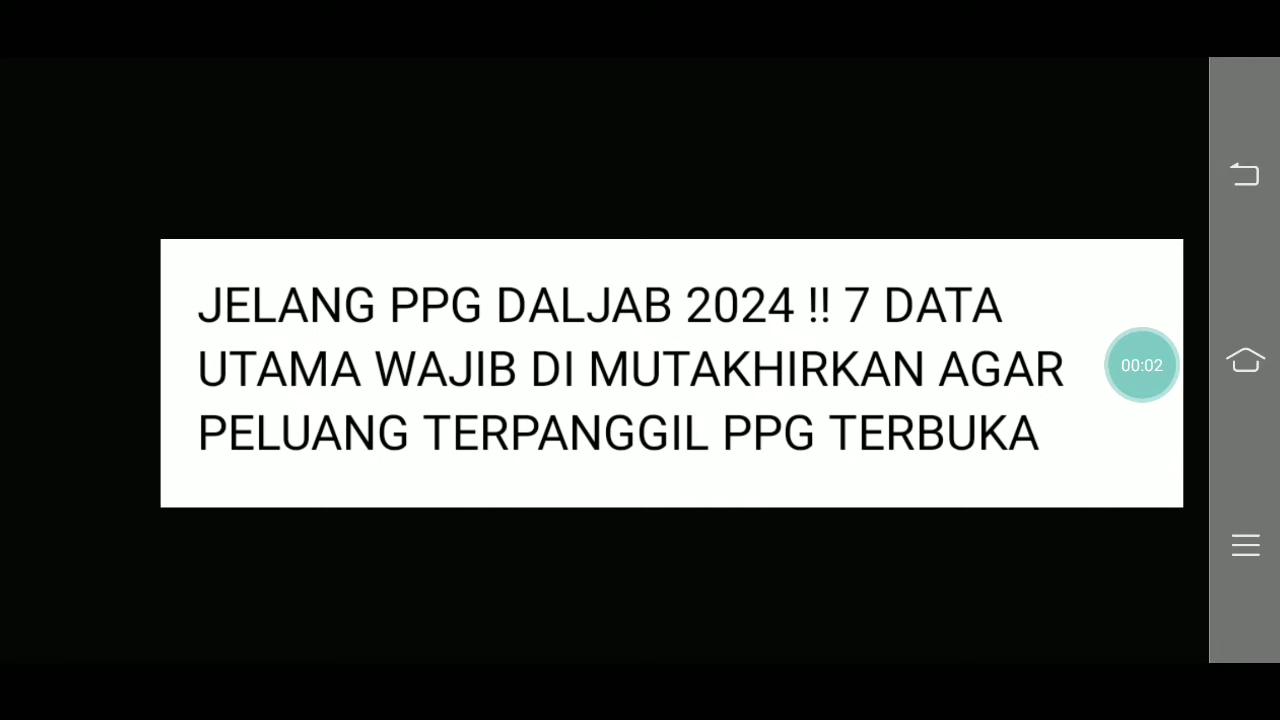 JELANG PPG DALJAB 2024 !! 7 DATA
UTAMA WAJIB DI MUTAKHIRKAN AGAR
PELUANG TERPANGGIL PPG TERBUKA
00:02